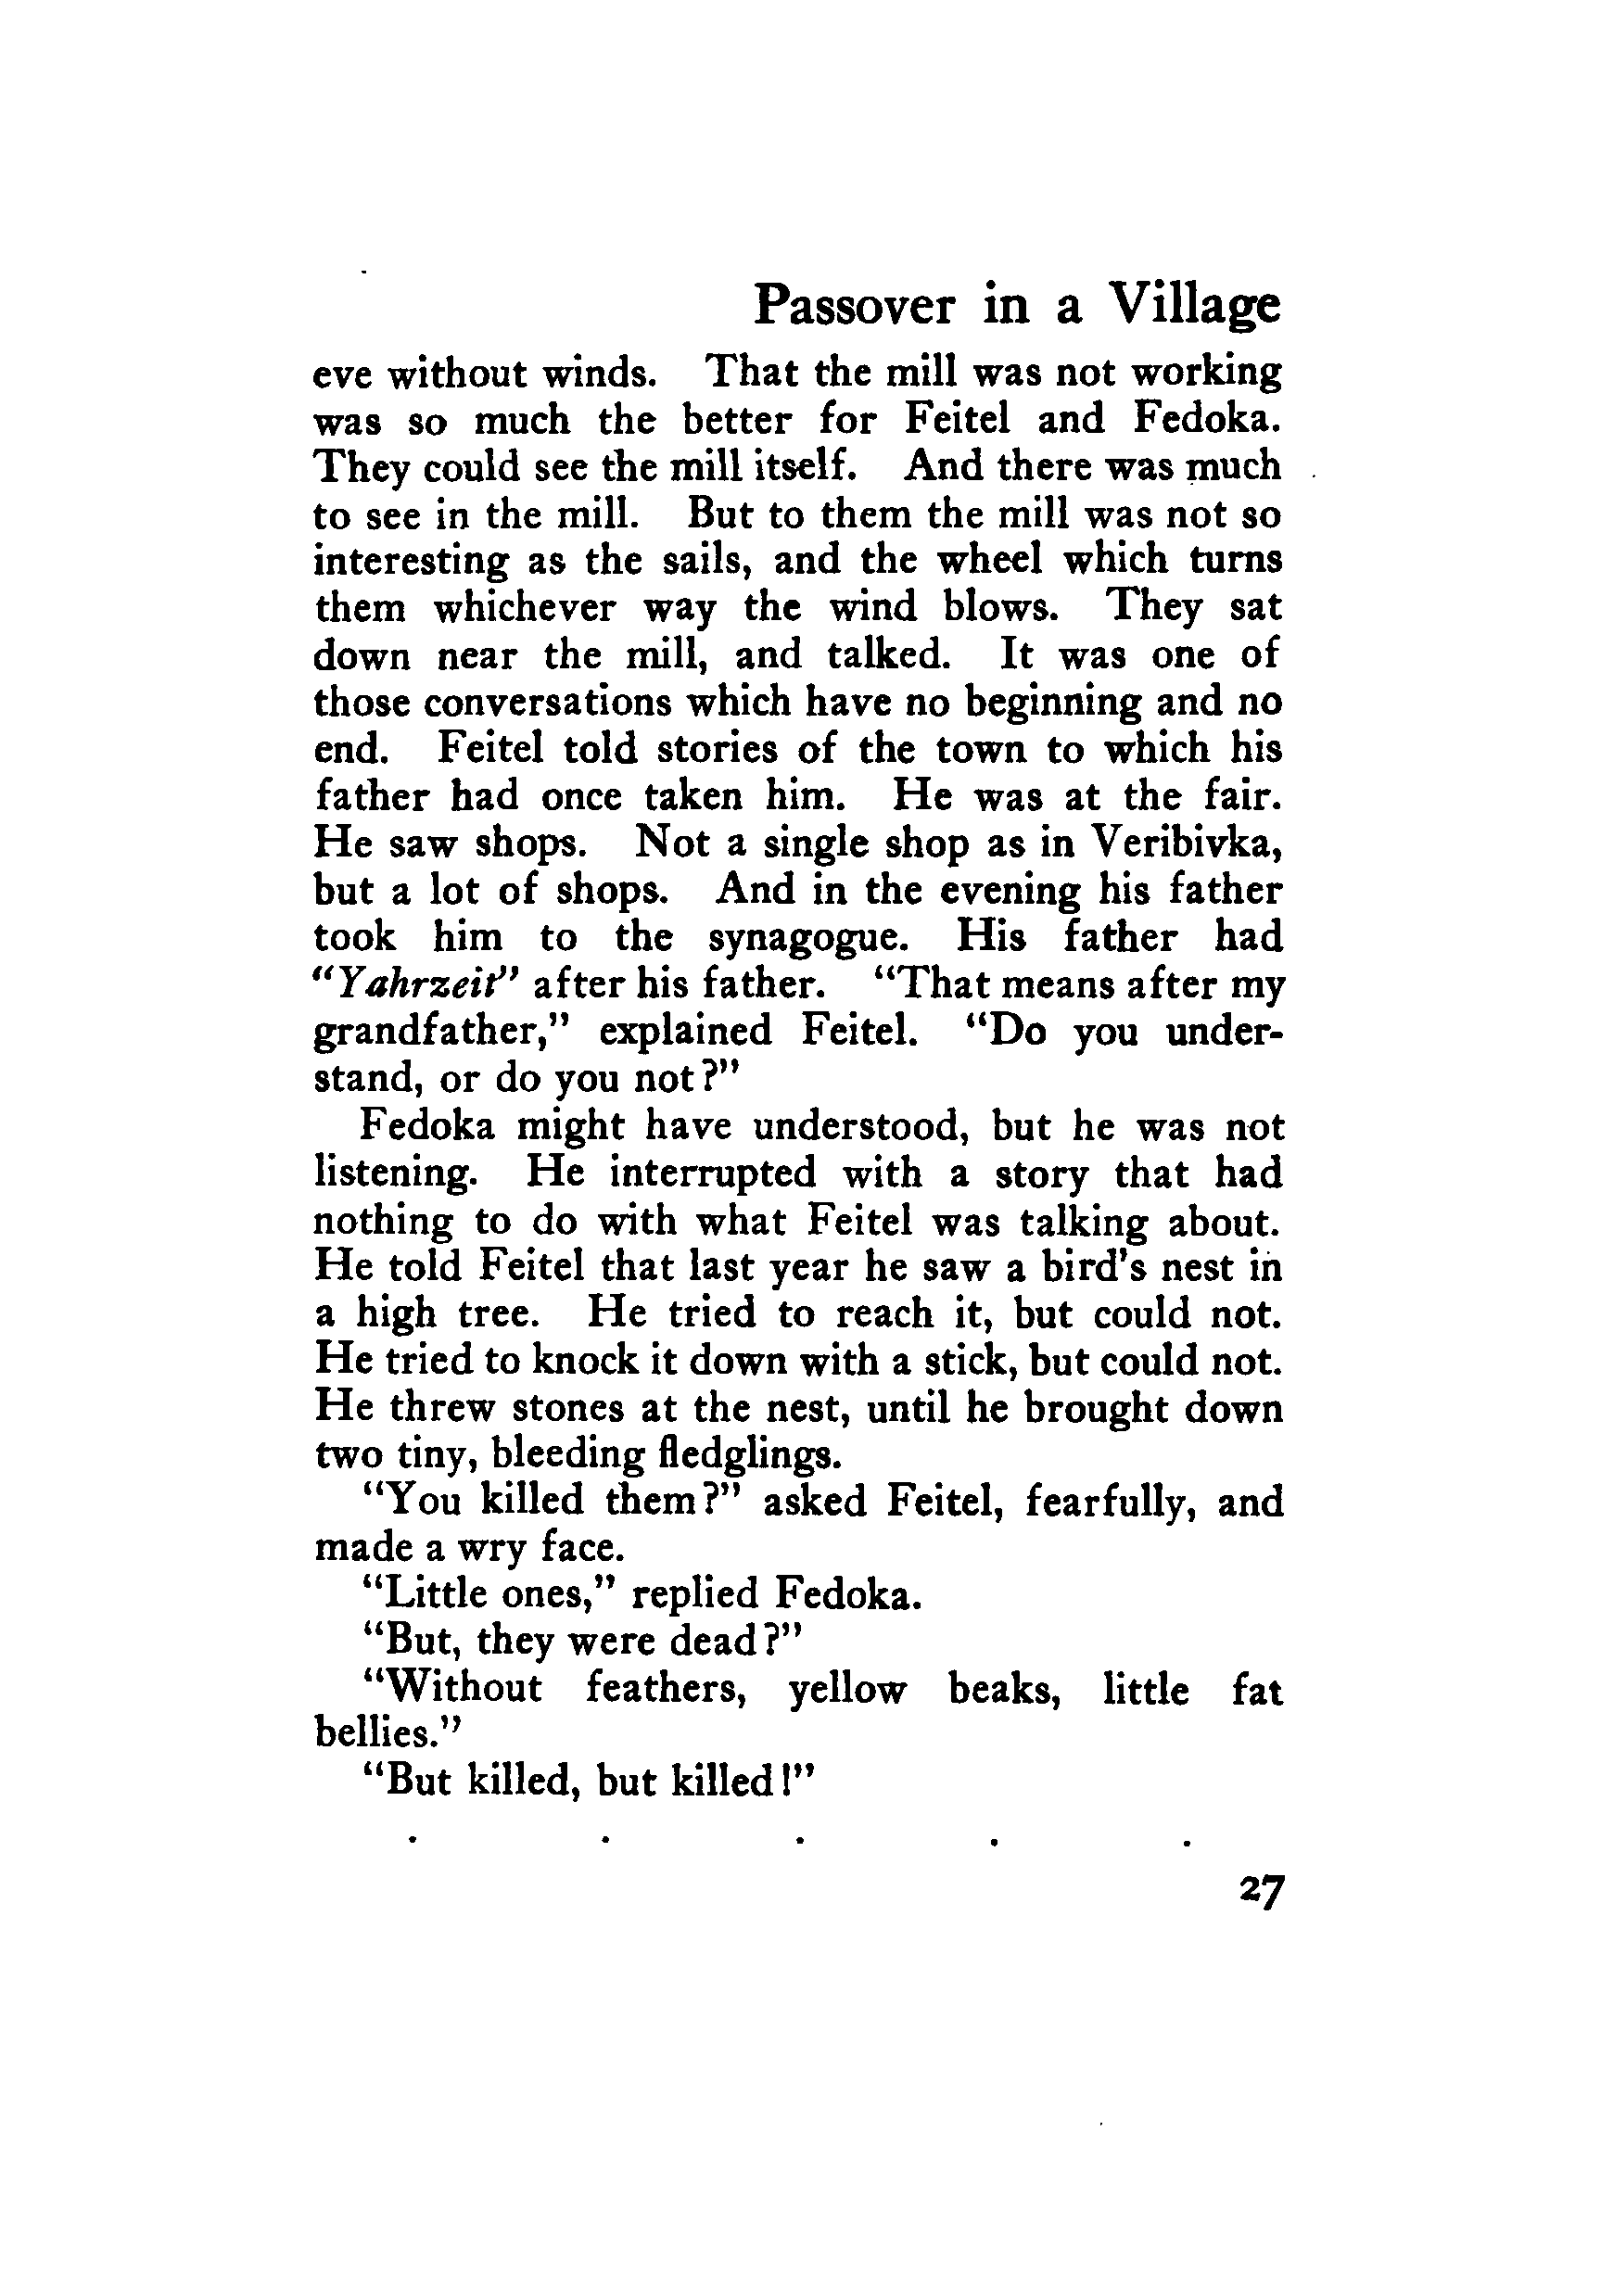 Passover in a Village
eve without winds. That the mill was not working
was so much the better for Feitel and Fedoka.
They could see the mill itself. And there was much
to see in the mill. But to them the mill was not so
interesting as the sails, and the wheel which turns
them whichever way the wind blows. They sat
down near the mill, and talked. It was one of
those conversations which have no beginning and no
end. Feitel told stories of the town to which his
father had once taken him. He was at the fair.
He saw shops. Not a single shop as in Veribivka,
but a lot of shops. And in the evening his father
took him to the synagogue. His father had
"Yahrzeit" after his father. "That means after my
grandfather," explained Feitel. "Do you under-
stand, or do you not?"
Fedoka might have understood, but he was not
listening. He interrupted with a story that had
nothing to do with what Feitel was talking about.
He told Feitel that last year he saw a bird's nest in
a high tree. He tried to reach it, but could not.
He tried to knock it down with a stick, but could not.
He threw stones at the nest, until he brought down
two tiny, bleeding fledglings.
"You killed them?" asked Feitel, fearfully, and
made a wry face.
"Little ones," replied Fedoka.
"But, they were dead?"
"Without feathers, yellow beaks, little fat
bellies."
"But killed, but killed!"
. . . . .
27